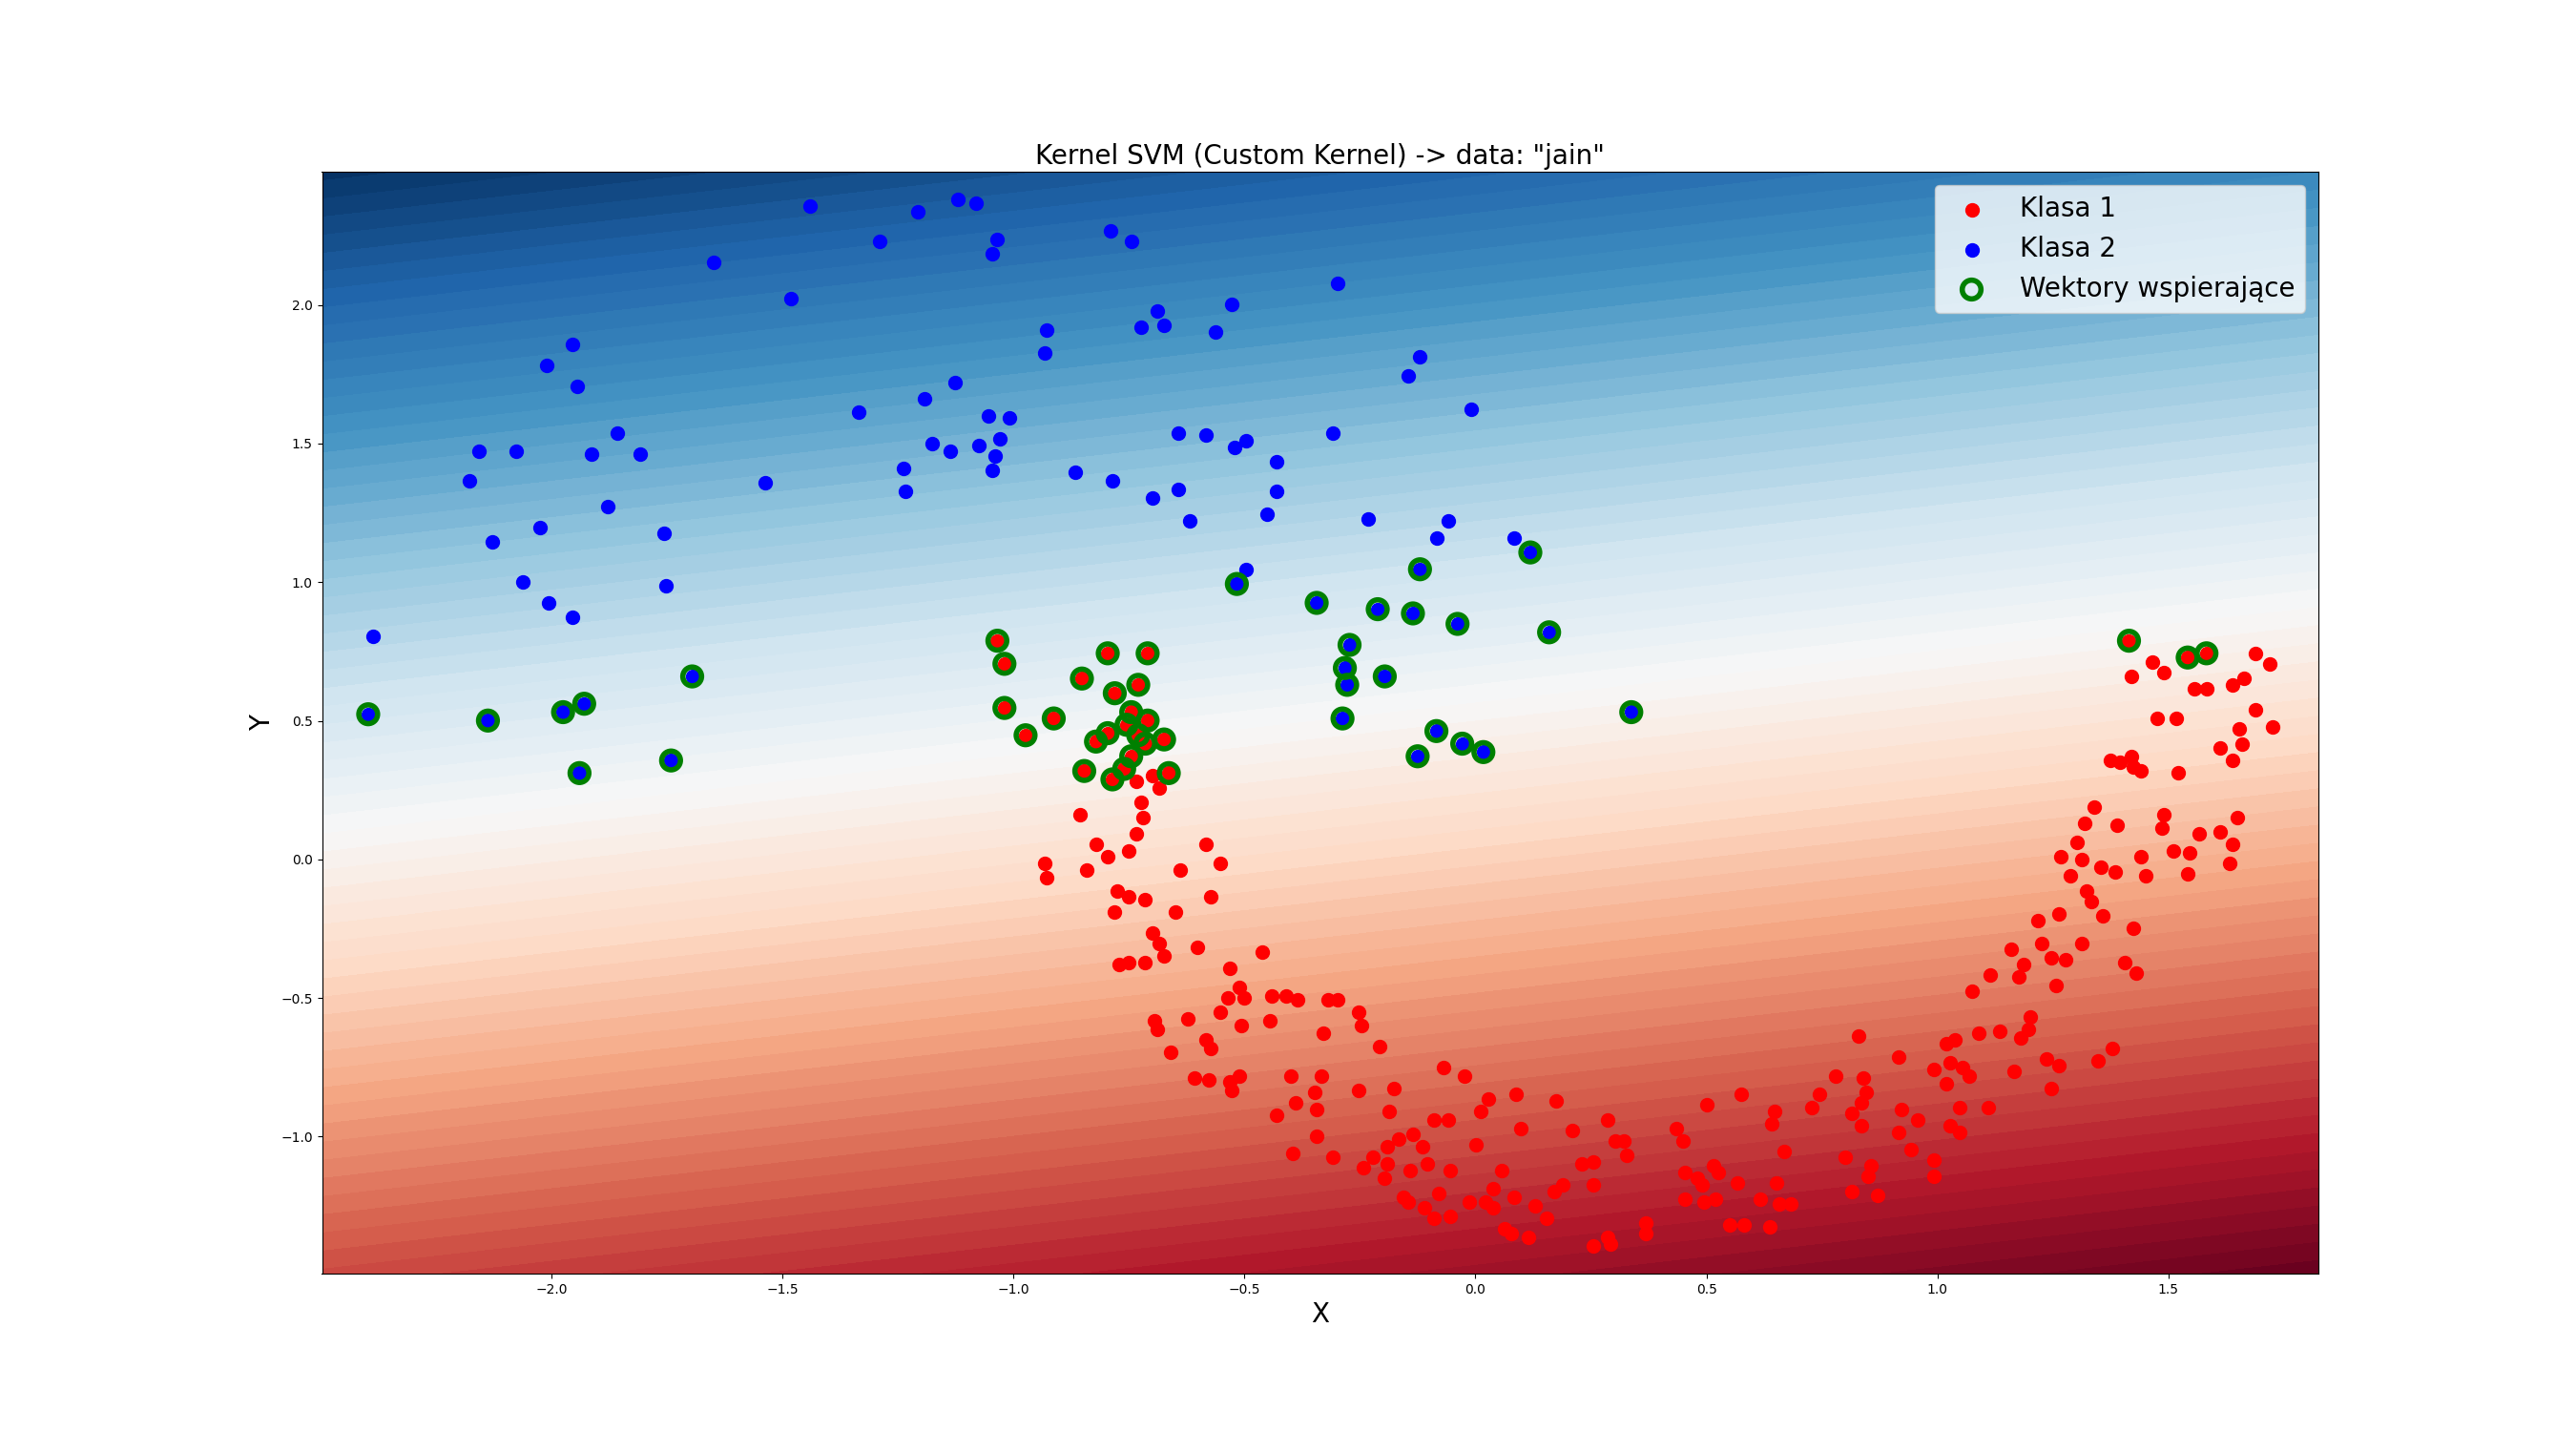 Kernel SVM (Custom Kernel) -> data: "jain"
Klasa 1
Klasa 2
Wektory wspierające
2.0
1.5
1.0
0.5
0.0
−0.5
−1.0
Y
−2.0 −1.5 −1.0 −0.5 0.0 0.5 1.0 1.5
X